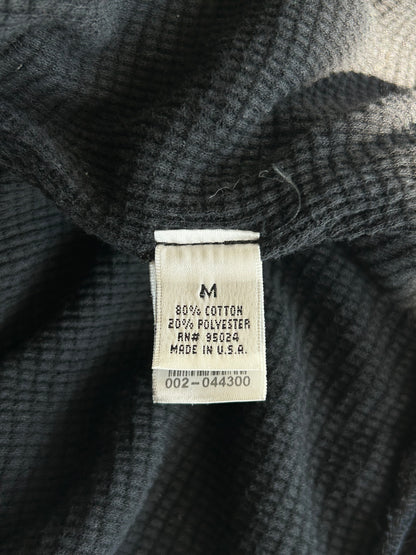 M
80% COTTON
20% POLYESTER
RN# 95024
MADE IN U.S.A.
002-044300